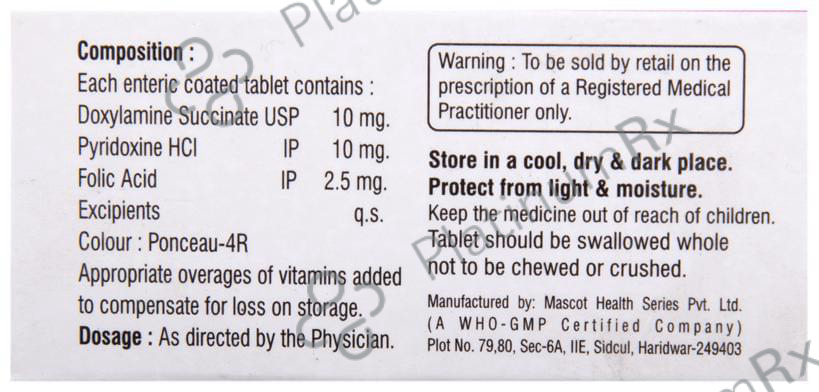 Composition :
Each enteric coated tablet contains :
Doxylamine Succinate USP 10 mg.
Pyridoxine HCl IP 10 mg.
Folic Acid IP 2.5 mg.
Excipients q.s.
Colour : Ponceau-4R
Appropriate overages of vitamins added
to compensate for loss on storage.
Dosage : As directed by the Physician.
Warning : To be sold by retail on the
prescription of a Registered Medical
Practitioner only.
Store in a cool, dry & dark place.
Protect from light & moisture.
Keep the medicine out of reach of children.
Tablet should be swallowed whole
not to be chewed or crushed.
Manufactured by: Mascot Health Series Pvt. Ltd.
(A WHO-GMP Certified Company)
Plot No. 79,80, Sec-6A, IIE, Sidcul, Haridwar-249403
PlatinumRx